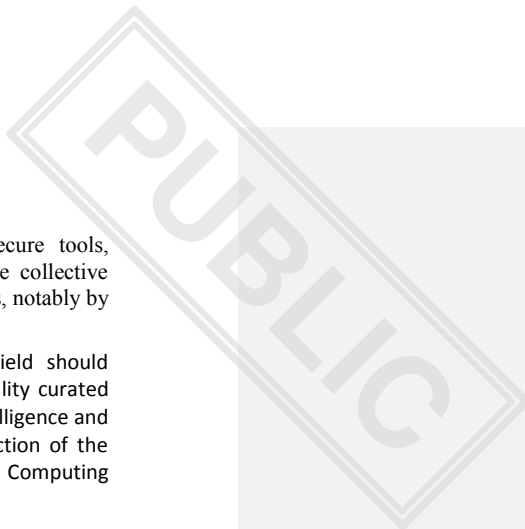 ecure tools,
e collective
s, notably by
ield should
lity curated
lligence and
ction of the
Computing
PUBLIC